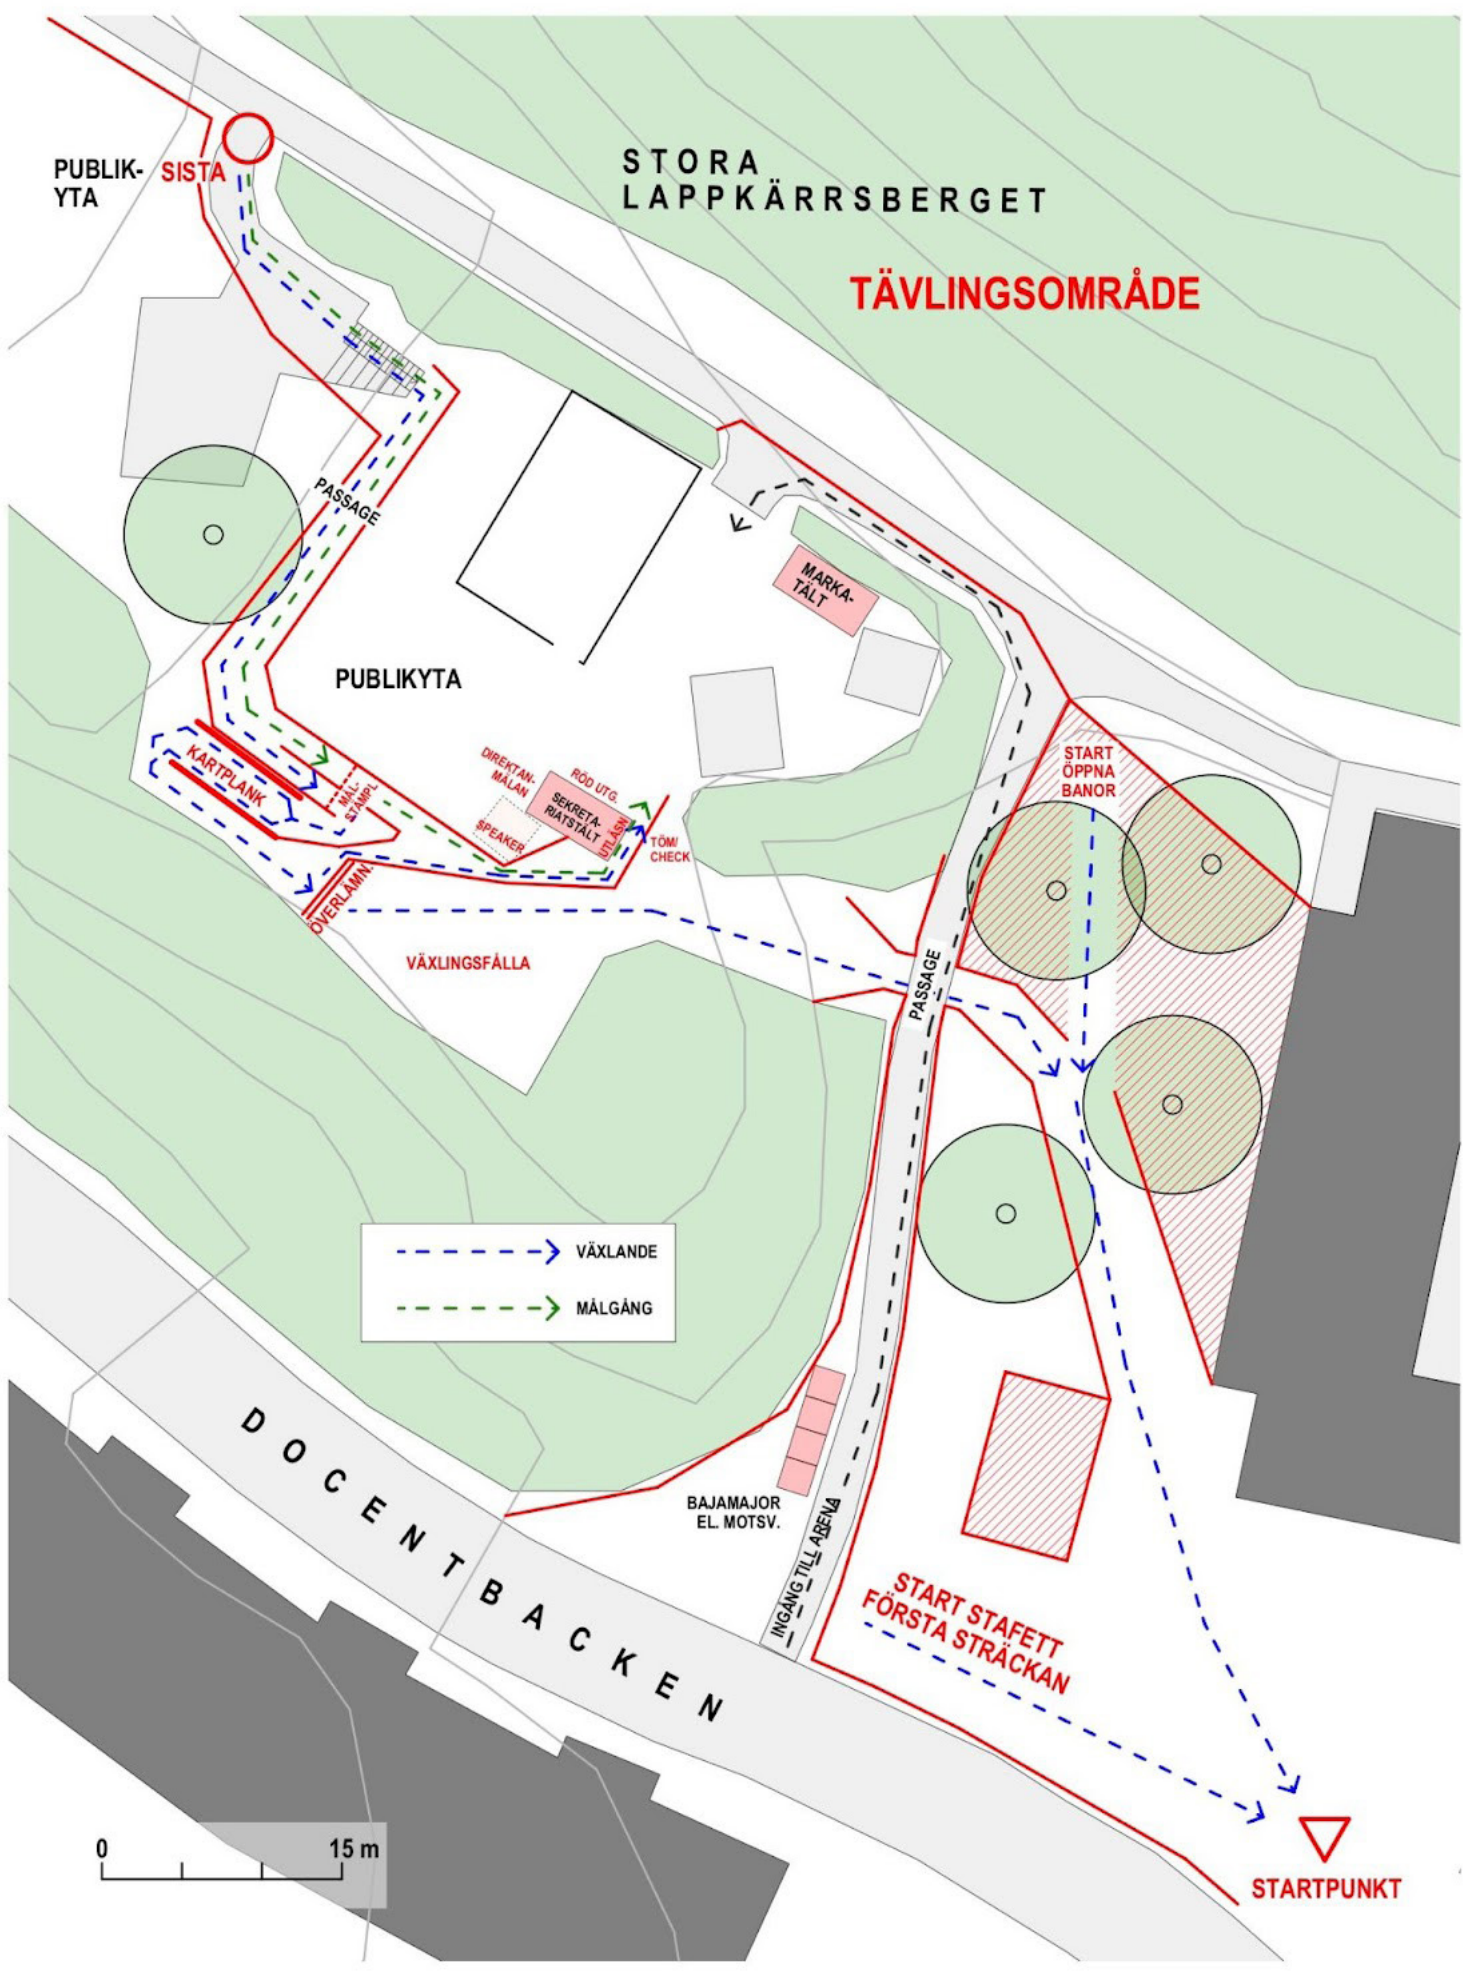 STORA
LAPPKÄRRSBERGET
PUBLIK-
YTA
SISTA
TÄVLINGSOMRÅDE
PASSAGE
MARKA-
TÄLT
PUBLIKYTA
KARTPLANK
MÅL-
STÄMPL.
DIREKTAN-
MÄLAN
RÖD UTG.
SEKRETA-
RIATSTÄLT
SPEAKER
UTLÄSN
TÖM/
CHECK
START
ÖPPNA
BANOR
ÖVERLÄMN.
VÄXLINGSFÅLLA
PASSAGE
VÄXLANDE
MÅLGÅNG
DOCENTBACKEN
BAJAMAJOR
EL. MOTSV.
INGÅNG TILL ARENA
START STAFETT
FÖRSTA STRÄCKAN
0 15 m
STARTPUNKT